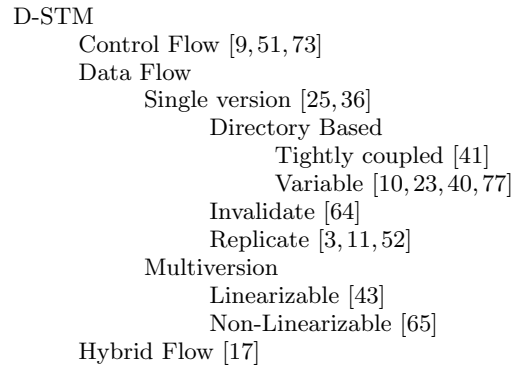 D-STM
Control Flow [9, 51, 73]
Data Flow
Single version [25, 36]
Directory Based
Tightly coupled [41]
Variable [10, 23, 40, 77]
Invalidate [64]
Replicate [3, 11, 52]
Multiversion
Linearizable [43]
Non-Linearizable [65]
Hybrid Flow [17]